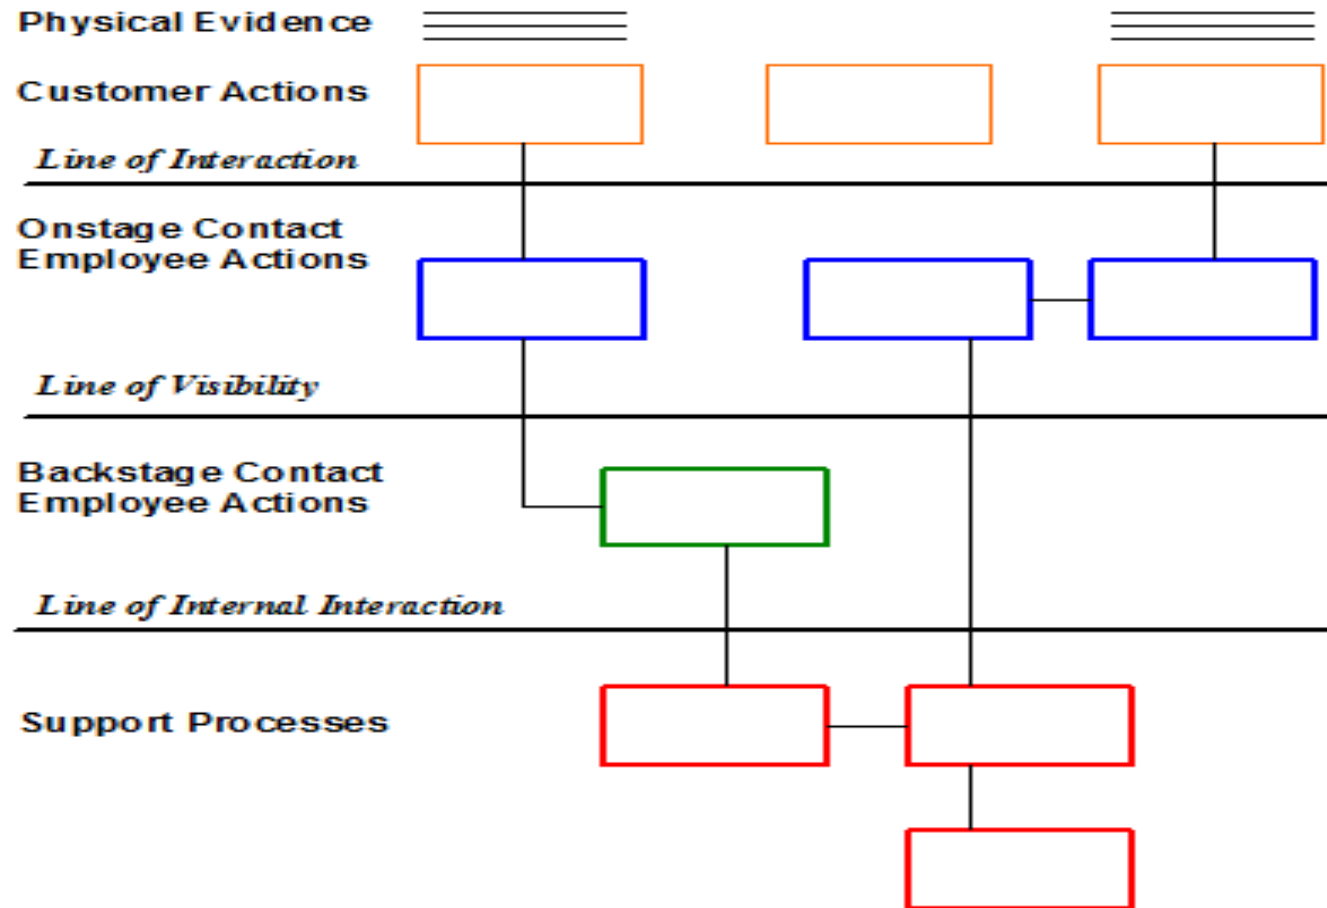 Physical Evidence
Customer Actions
Line of Interaction
Onstage Contact
Employee Actions
Line of Visibility
Backstage Contact
Employee Actions
Line of Internal Interaction
Support Processes